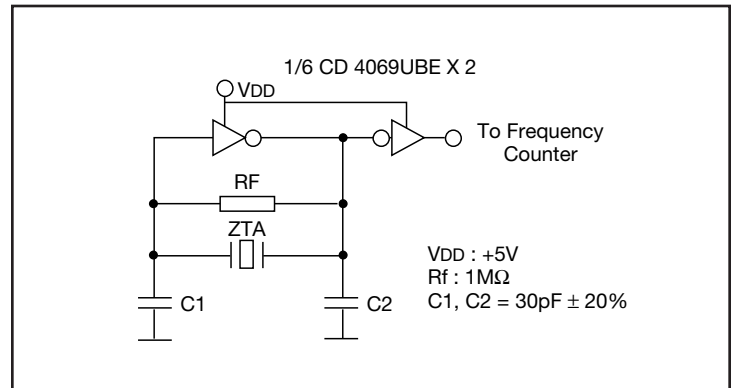 1/6 CD 4069UBE X 2
VDD
To Frequency
Counter
RF
ZTA
C1
C2
VDD : +5V
Rf : 1MΩ
C1, C2 = 30pF ± 20%